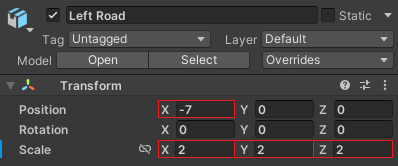 Left Road Static
Tag Untagged Layer Default
Model Open Select Overrides
Transform
Position X -7 Y 0 Z 0
Rotation X 0 Y 0 Z 0
Scale X 2 Y 2 Z 2